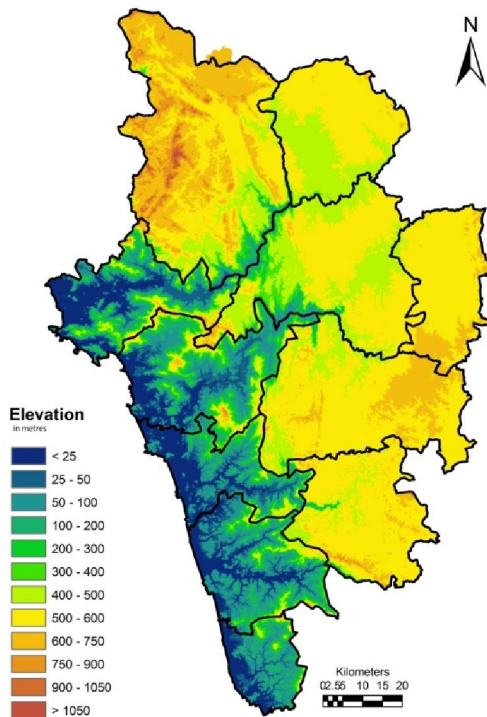 N
Elevation
in metres
< 25
25 - 50
50 - 100
100 - 200
200 - 300
300 - 400
400 - 500
500 - 600
600 - 750
750 - 900
900 - 1050
> 1050
Kilometers
02.55 10 15 20